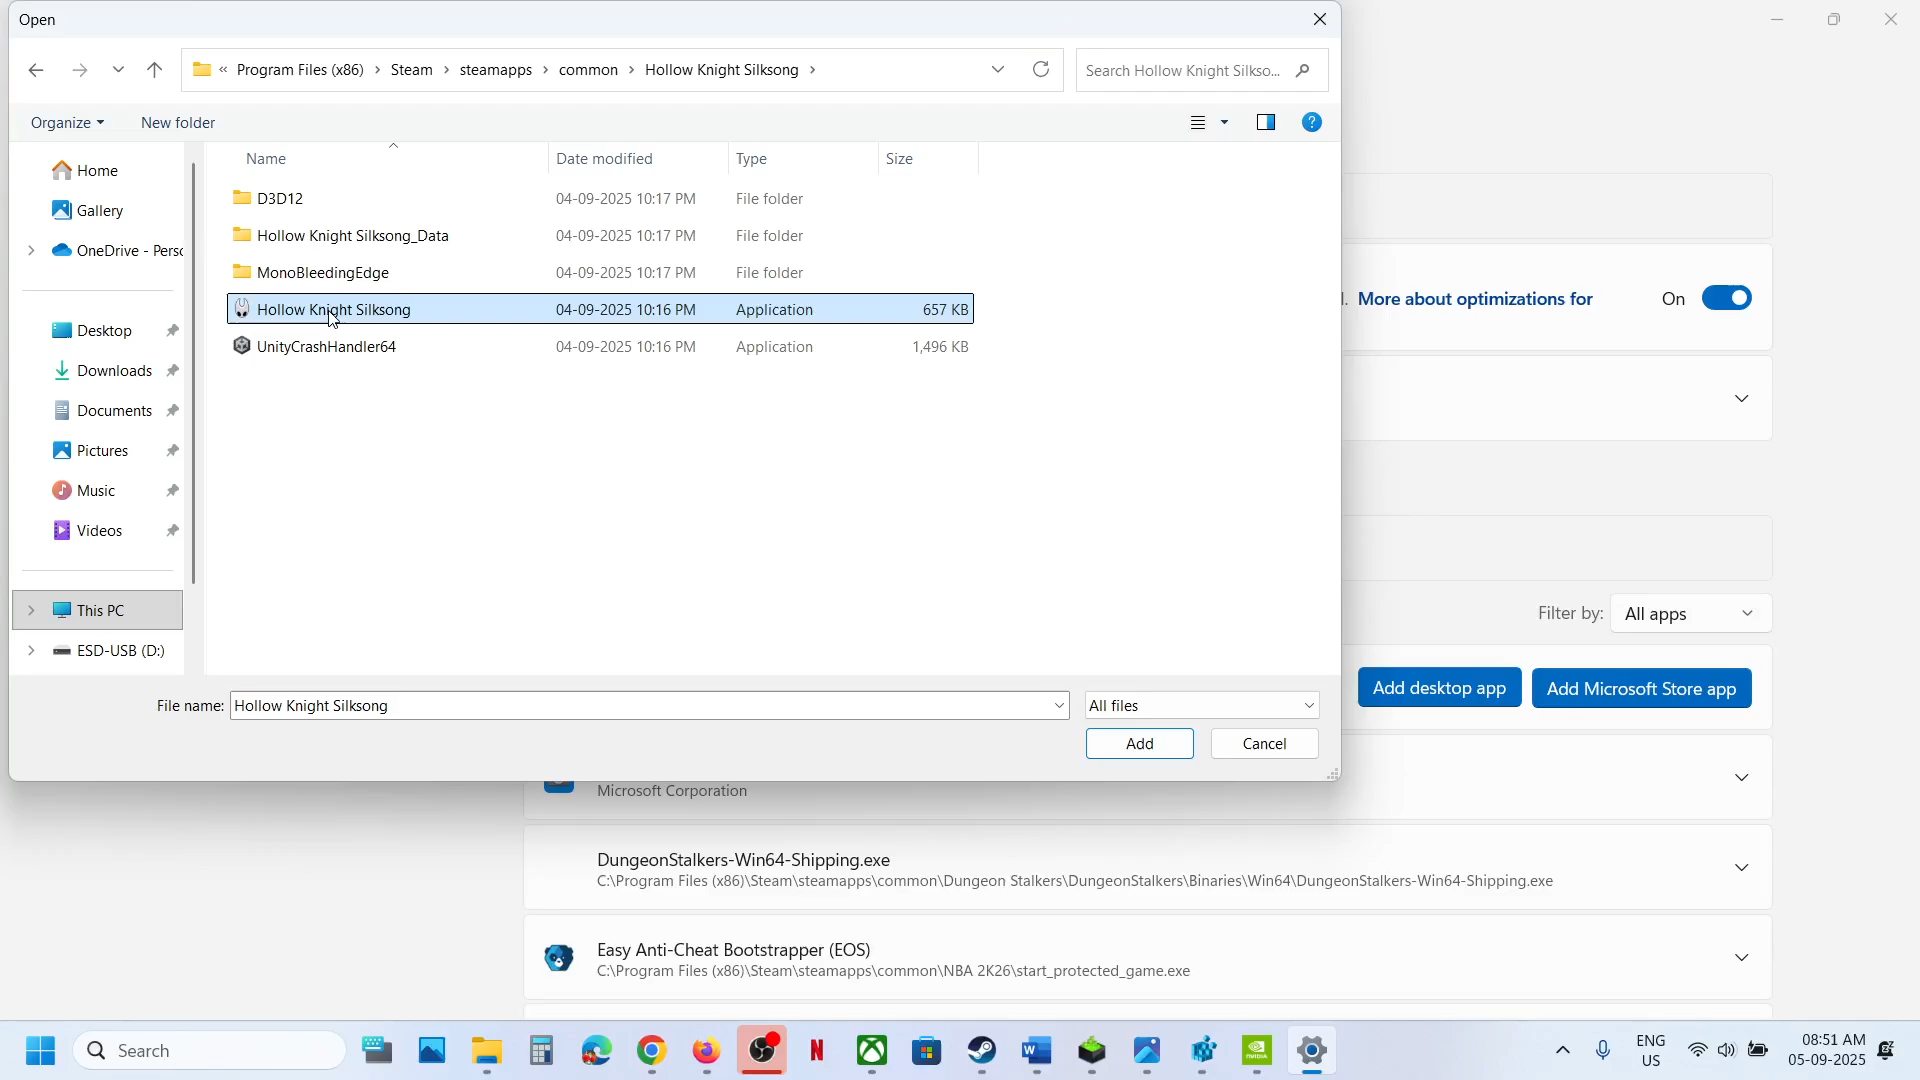 Open
« Program Files (x86) › Steam › steamapps › common › Hollow Knight Silksong ›
Search Hollow Knight Silkso...
Organize
New folder
Name
Date modified
Type
Size
Home
Gallery
OneDrive - Perso
Desktop
Downloads
Documents
Pictures
Music
Videos
This PC
ESD-USB (D:)
D3D12 04-09-2025 10:17 PM File folder
Hollow Knight Silksong_Data 04-09-2025 10:17 PM File folder
MonoBleedingEdge 04-09-2025 10:17 PM File folder
Hollow Knight Silksong 04-09-2025 10:16 PM Application 657 KB
UnityCrashHandler64 04-09-2025 10:16 PM Application 1,496 KB
File name: Hollow Knight Silksong
All files
Add
Cancel
l. More about optimizations for
On
Filter by: All apps
Add desktop app
Add Microsoft Store app
Microsoft Corporation
DungeonStalkers-Win64-Shipping.exe
C:\Program Files (x86)\Steam\steamapps\common\Dungeon Stalkers\DungeonStalkers\Binaries\Win64\DungeonStalkers-Win64-Shipping.exe
Easy Anti-Cheat Bootstrapper (EOS)
C:\Program Files (x86)\Steam\steamapps\common\NBA 2K26\start_protected_game.exe
Search
ENG
US
08:51 AM
05-09-2025